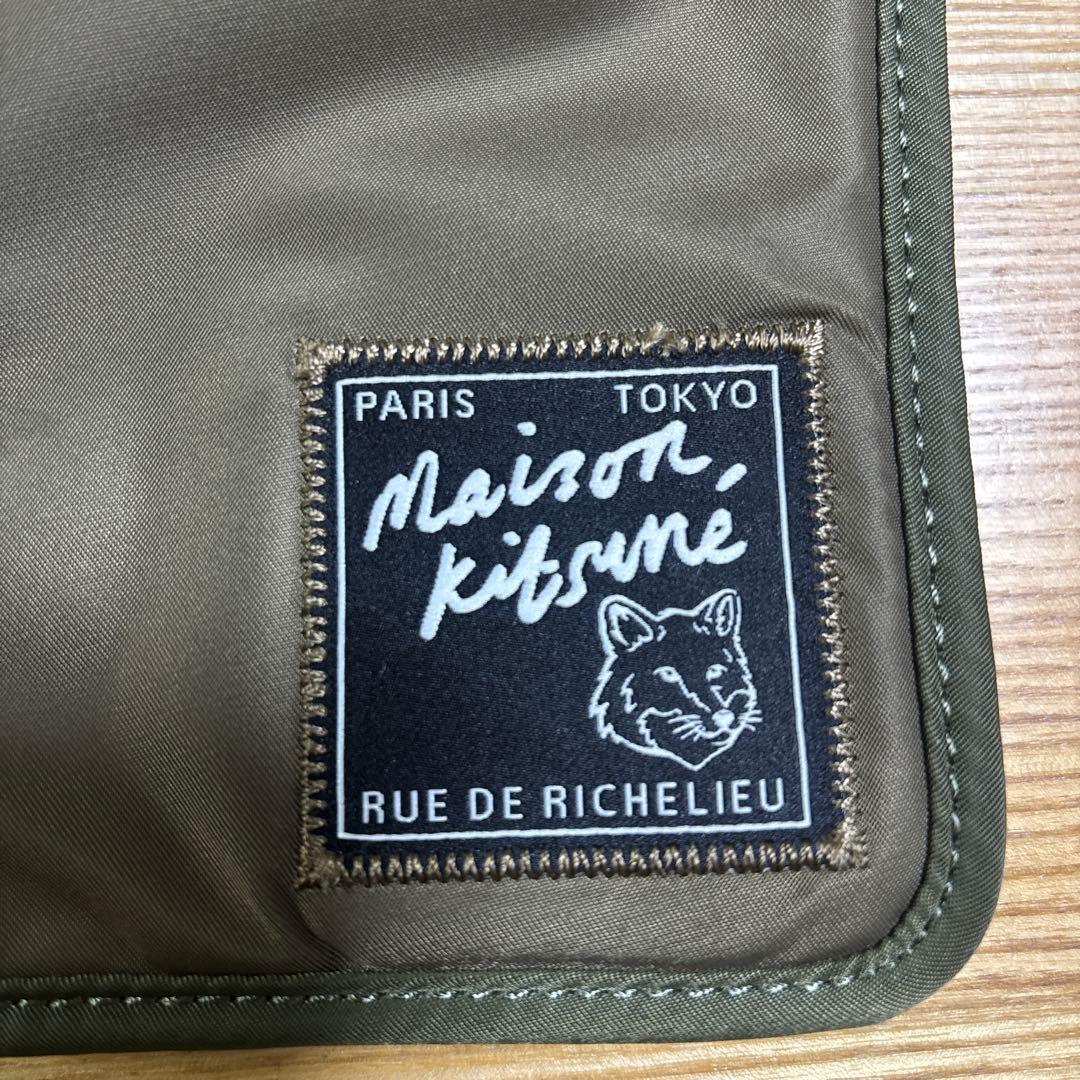 PARIS TOKYO
Maison
Kitsuné
RUE DE RICHELIEU